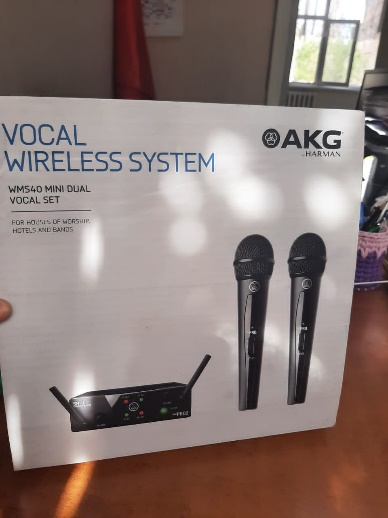 VOCAL
WIRELESS SYSTEM
AKG
HARMAN
WMS40 MINI DUAL
VOCAL SET
FOR HOUSES OF WORSHIP,
HOTELS AND BANDS